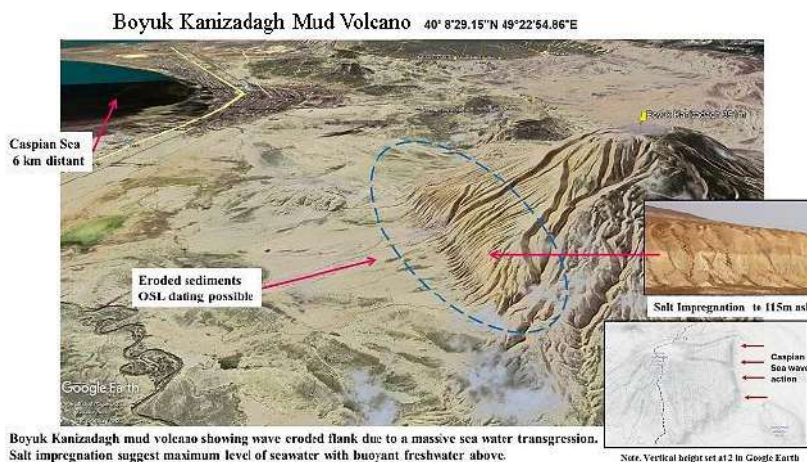 Boyuk Kanizadagh Mud Volcano 40° 8'29.15"N 49°22'54.86"E
Caspian Sea
6 km distant
Eroded sediments
OSL dating possible
Salt Impregnation to 115m asl
Caspian
Sea wave
action
Google Earth
Boyuk Kanizadagh mud volcano showing wave eroded flank due to a massive sea water transgression.
Salt impregnation suggest maximum level of seawater with buoyant freshwater above.
Note. Vertical height set at 2 in Google Earth